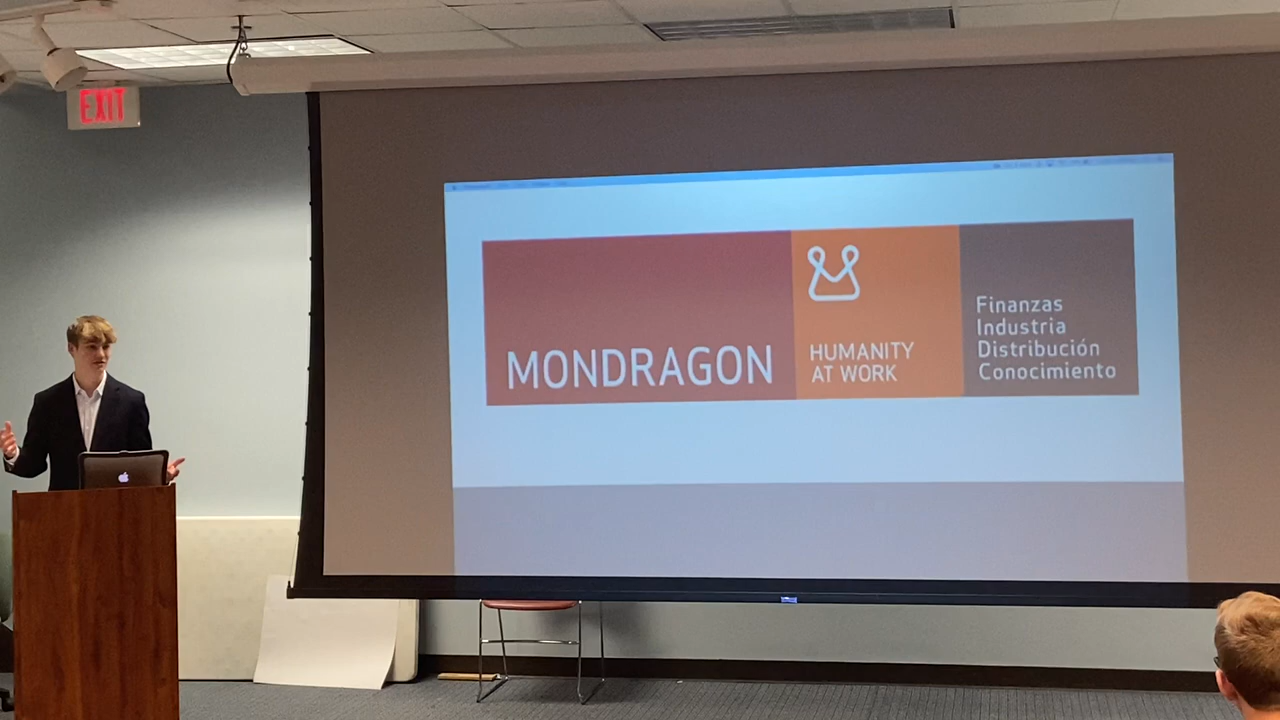 EXIT
MONDRAGON
HUMANITY
AT WORK
Finanzas
Industria
Distribución
Conocimiento